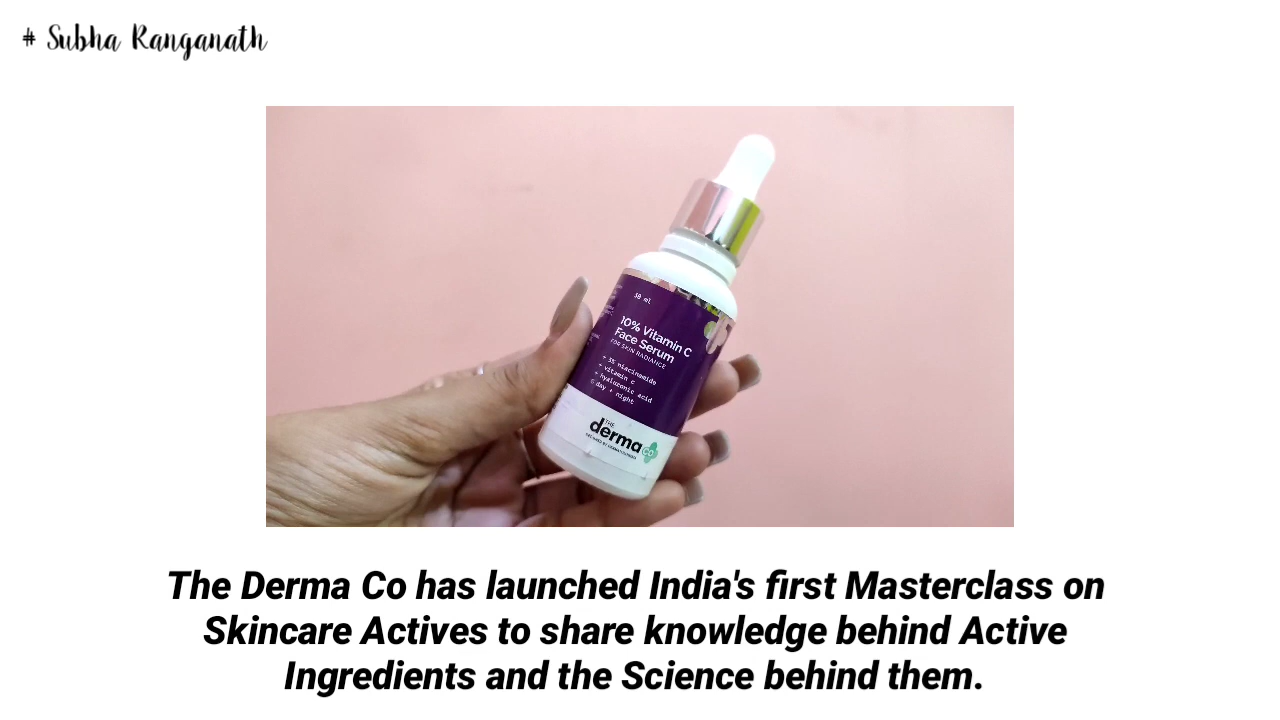 # Subha Ranganath
30 ml
10% Vitamin C
Face Serum
FOR SKIN RADIANCE
+ 5% niacinamide
+ vitamin c
+ hyaluronic acid
day + night
THE
derma
co
The Derma Co has launched India's first Masterclass on
Skincare Actives to share knowledge behind Active
Ingredients and the Science behind them.